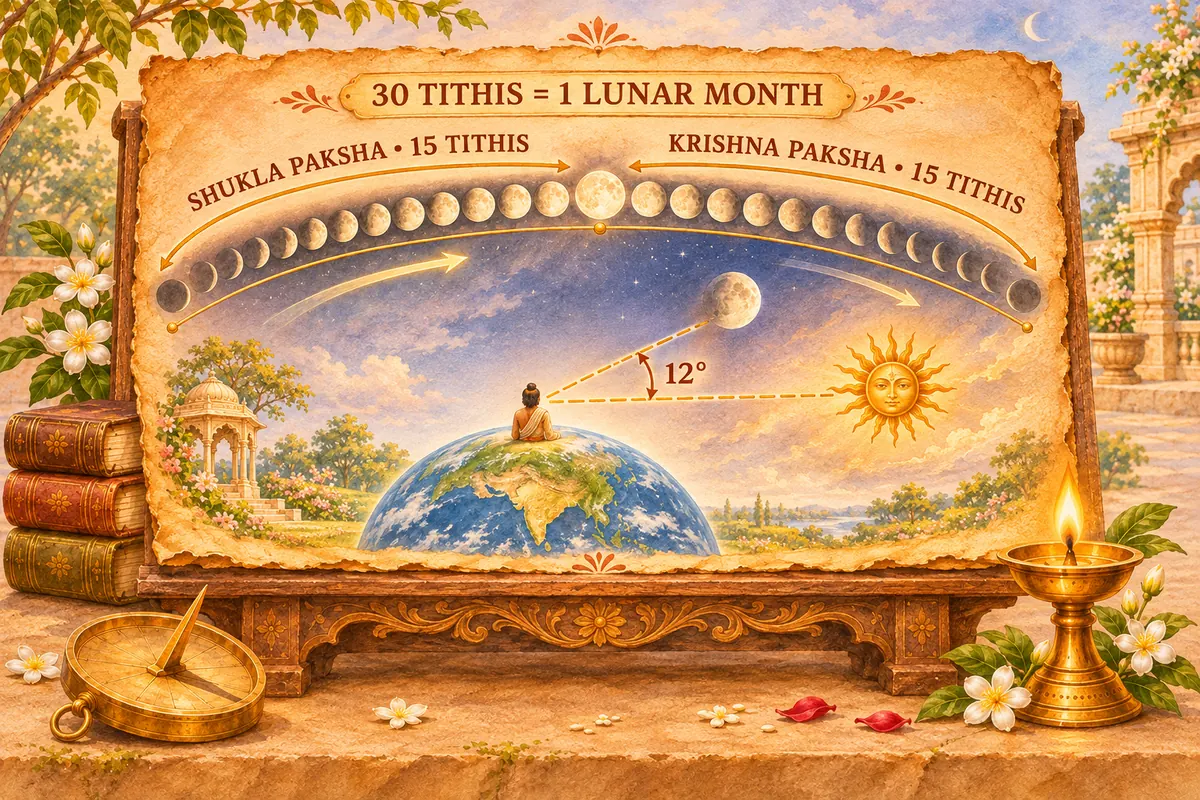 30 TITHIS = 1 LUNAR MONTH
SHUKLA PAKSHA • 15 TITHIS
KRISHNA PAKSHA • 15 TITHIS
12°